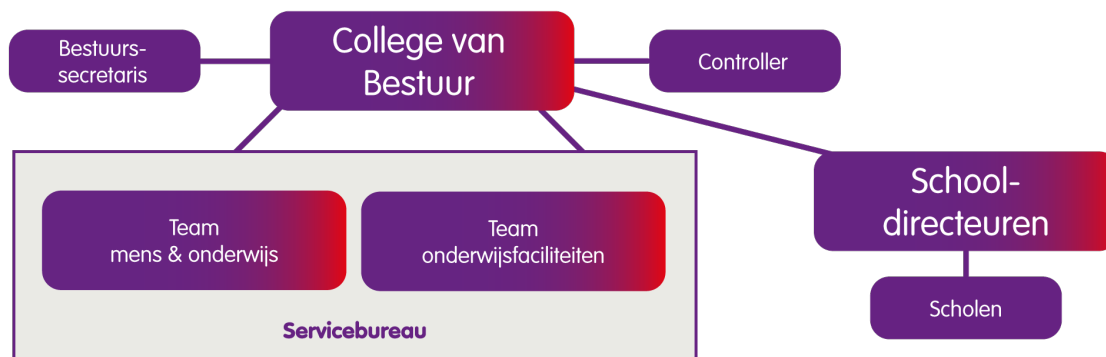 Bestuurs-
secretaris
College van
Bestuur
Controller
Team
mens & onderwijs
Team
onderwijsfaciliteiten
Servicebureau
School-
directeuren
Scholen